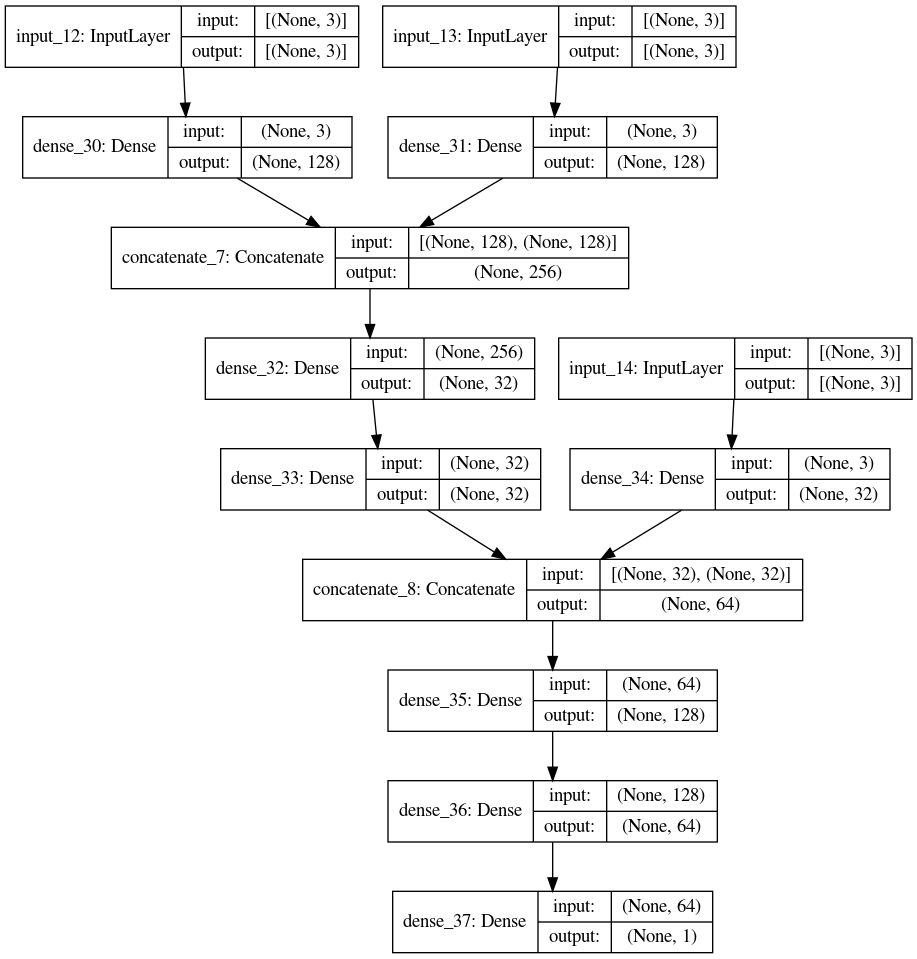 input_12: InputLayer
input: [(None, 3)]
output: [(None, 3)]
input_13: InputLayer
input: [(None, 3)]
output: [(None, 3)]
dense_30: Dense
input: (None, 3)
output: (None, 128)
dense_31: Dense
input: (None, 3)
output: (None, 128)
concatenate_7: Concatenate
input: [(None, 128), (None, 128)]
output: (None, 256)
dense_32: Dense
input: (None, 256)
output: (None, 32)
input_14: InputLayer
input: [(None, 3)]
output: [(None, 3)]
dense_33: Dense
input: (None, 32)
output: (None, 32)
dense_34: Dense
input: (None, 3)
output: (None, 32)
concatenate_8: Concatenate
input: [(None, 32), (None, 32)]
output: (None, 64)
dense_35: Dense
input: (None, 64)
output: (None, 128)
dense_36: Dense
input: (None, 128)
output: (None, 64)
dense_37: Dense
input: (None, 64)
output: (None, 1)